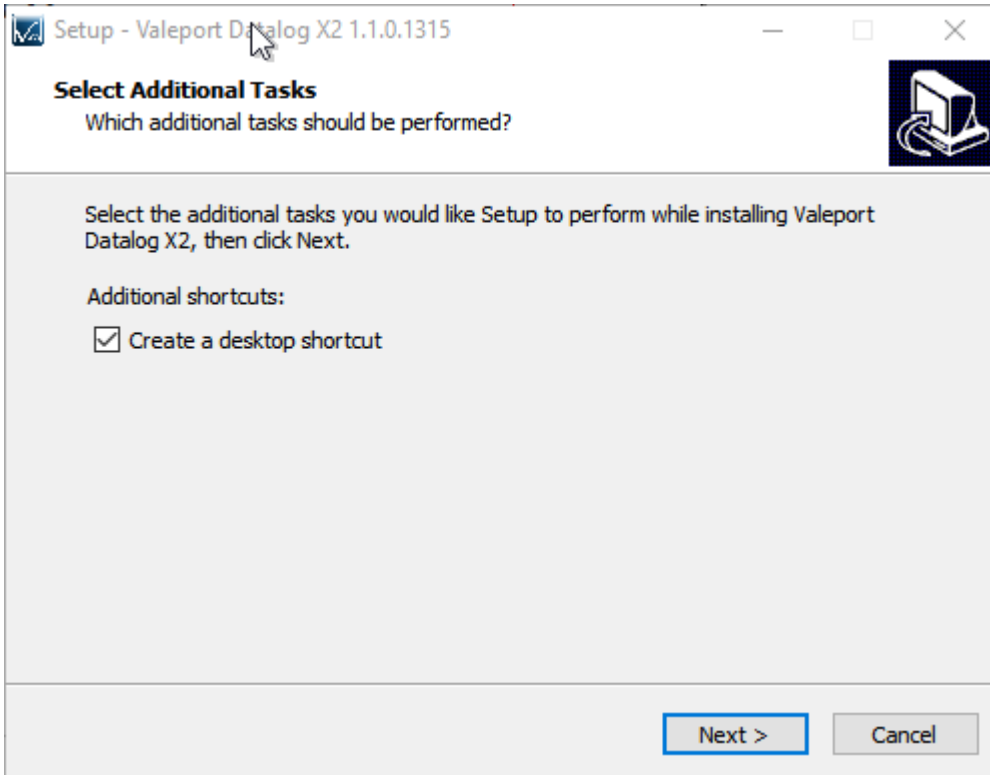 Setup - Valeport Datalog X2 1.1.0.1315
Select Additional Tasks
Which additional tasks should be performed?
Select the additional tasks you would like Setup to perform while installing Valeport
Datalog X2, then click Next.
Additional shortcuts:
Create a desktop shortcut
Next >
Cancel